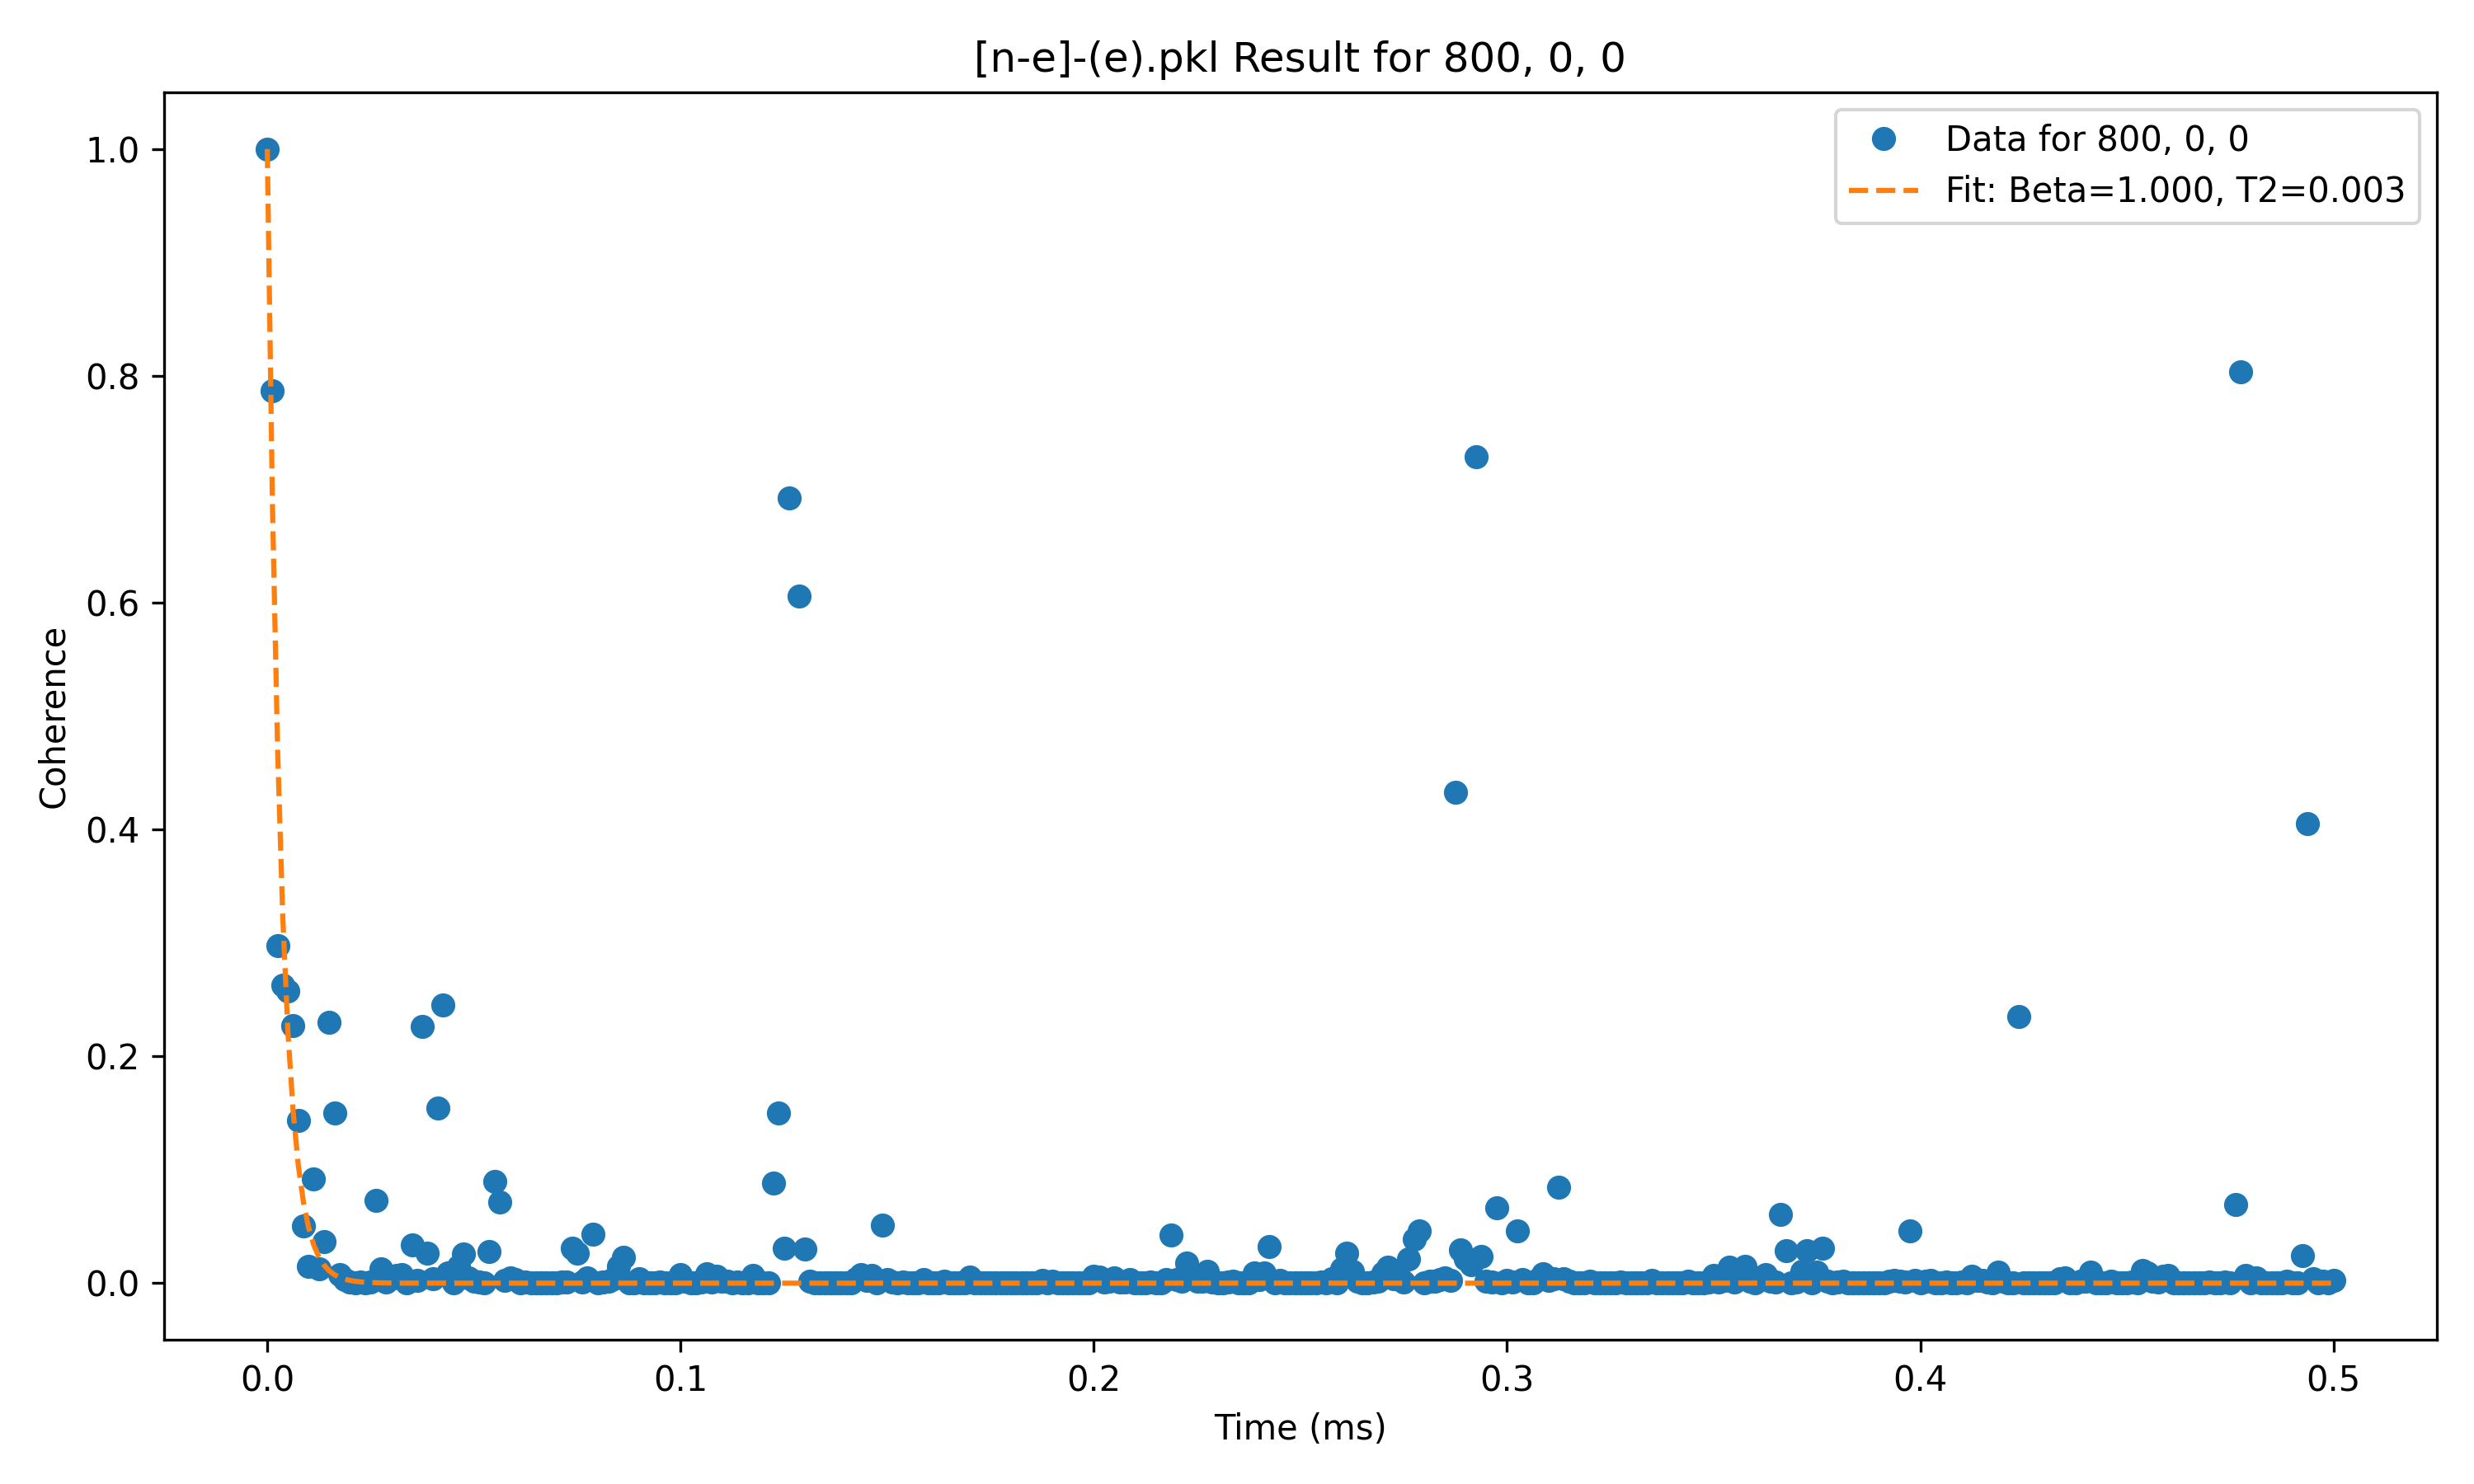 [n-e]-(e).pkl Result for 800, 0, 0
Data for 800, 0, 0
Fit: Beta=1.000, T2=0.003
Coherence
1.0
0.8
0.6
0.4
0.2
0.0
0.0 0.1 0.2 0.3 0.4 0.5
Time (ms)